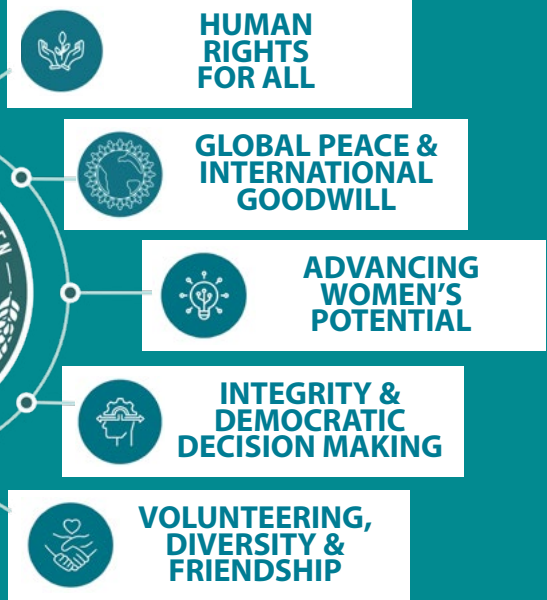 HUMAN
RIGHTS
FOR ALL
GLOBAL PEACE &
INTERNATIONAL
GOODWILL
ADVANCING
WOMEN'S
POTENTIAL
INTEGRITY &
DEMOCRATIC
DECISION MAKING
VOLUNTEERING,
DIVERSITY &
FRIENDSHIP